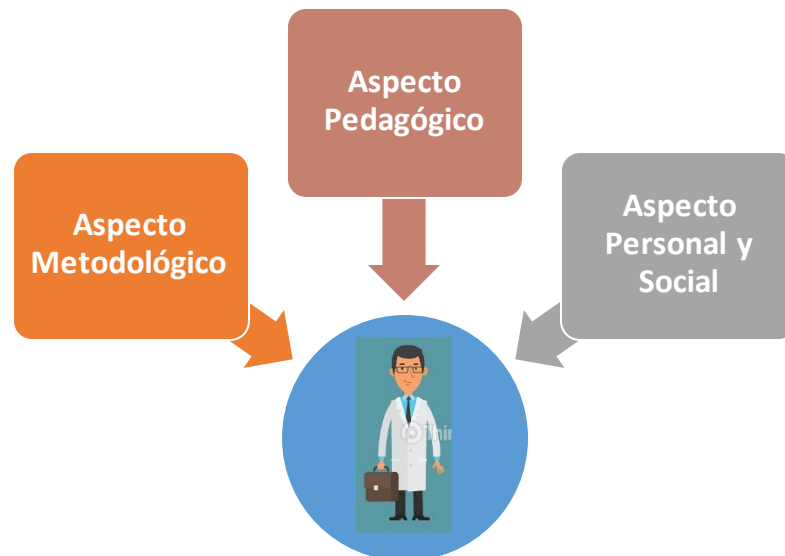 Aspecto
Pedagógico
Aspecto
Metodológico
Aspecto
Personal y
Social